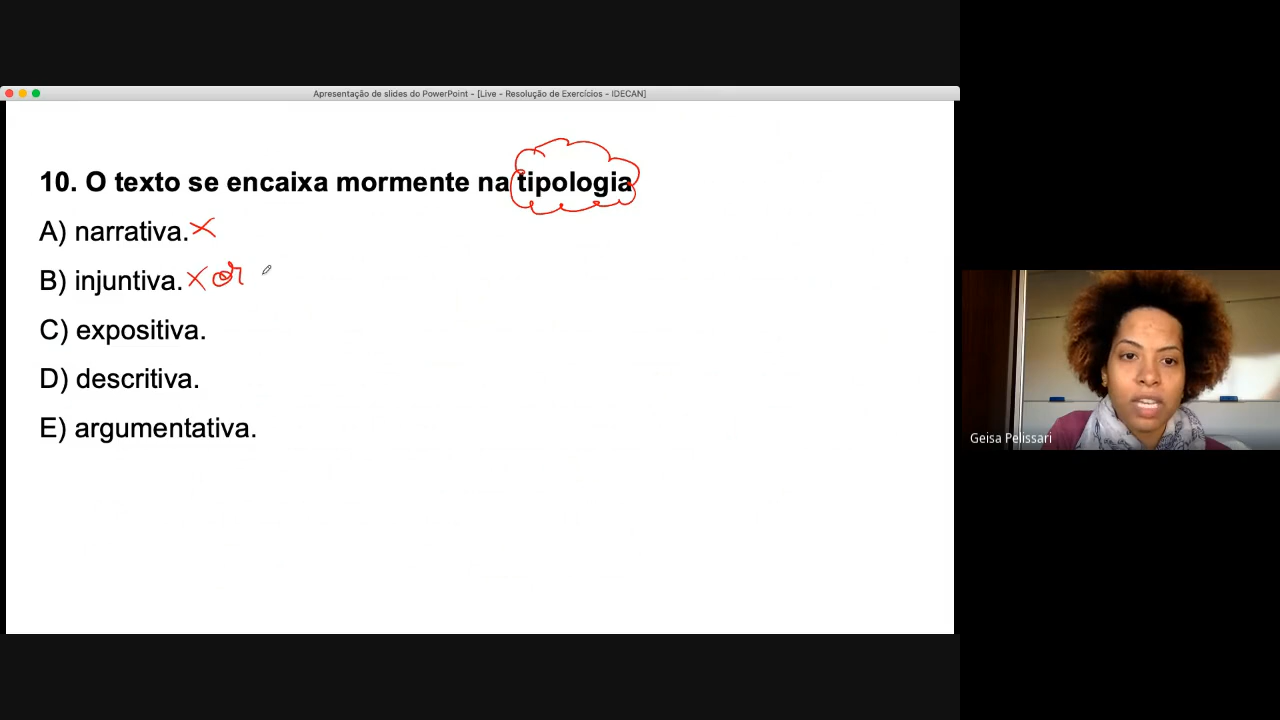 Apresentação de slides do PowerPoint - [Live - Resolução de Exercícios - IDECAN]
10. O texto se encaixa mormente na tipologia
A) narrativa. X
B) injuntiva. X or
C) expositiva.
D) descritiva.
E) argumentativa.
Geisa Pelissari